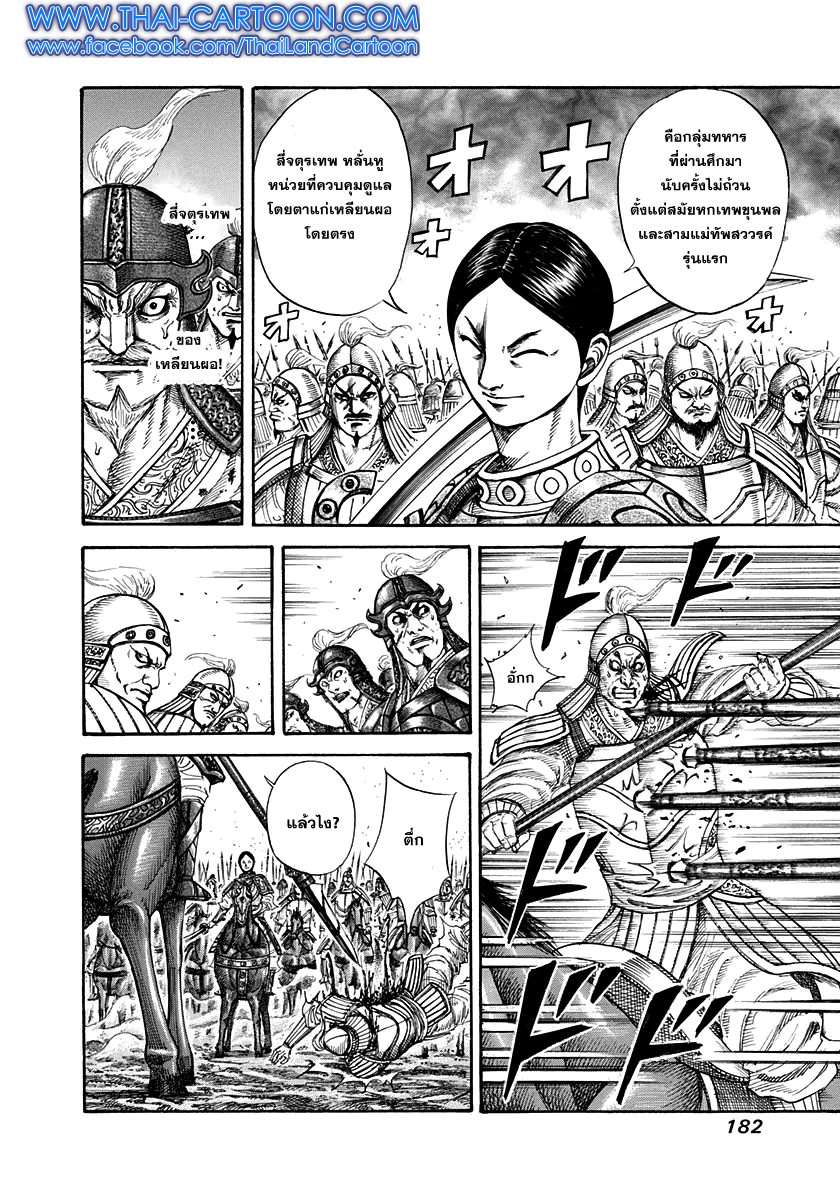 WWW.THAI-CARTOON.COM
www.facebook.com/ThaiLandCartoon
คือกลุ่มทหาร
ที่ผ่านศึกมา
นับครั้งไม่ถ้วน
ตั้งแต่สมัยหกเทพขุนพล
และสามแม่ทัพสวรรค์
รุ่นแรก
สี่จตุรเทพ หลั่นทู
หน่วยที่ควบคุมดูแล
โดยตาแก่เหลียนผอ
โดยตรง
オ
オ
オ
オ
オ
สี่จตุรเทพ
...
ของ
เหลียนผอ!
ド
ド
อั่กก
ド
ド
ド
ตึ่ก
แล้วไง?
182